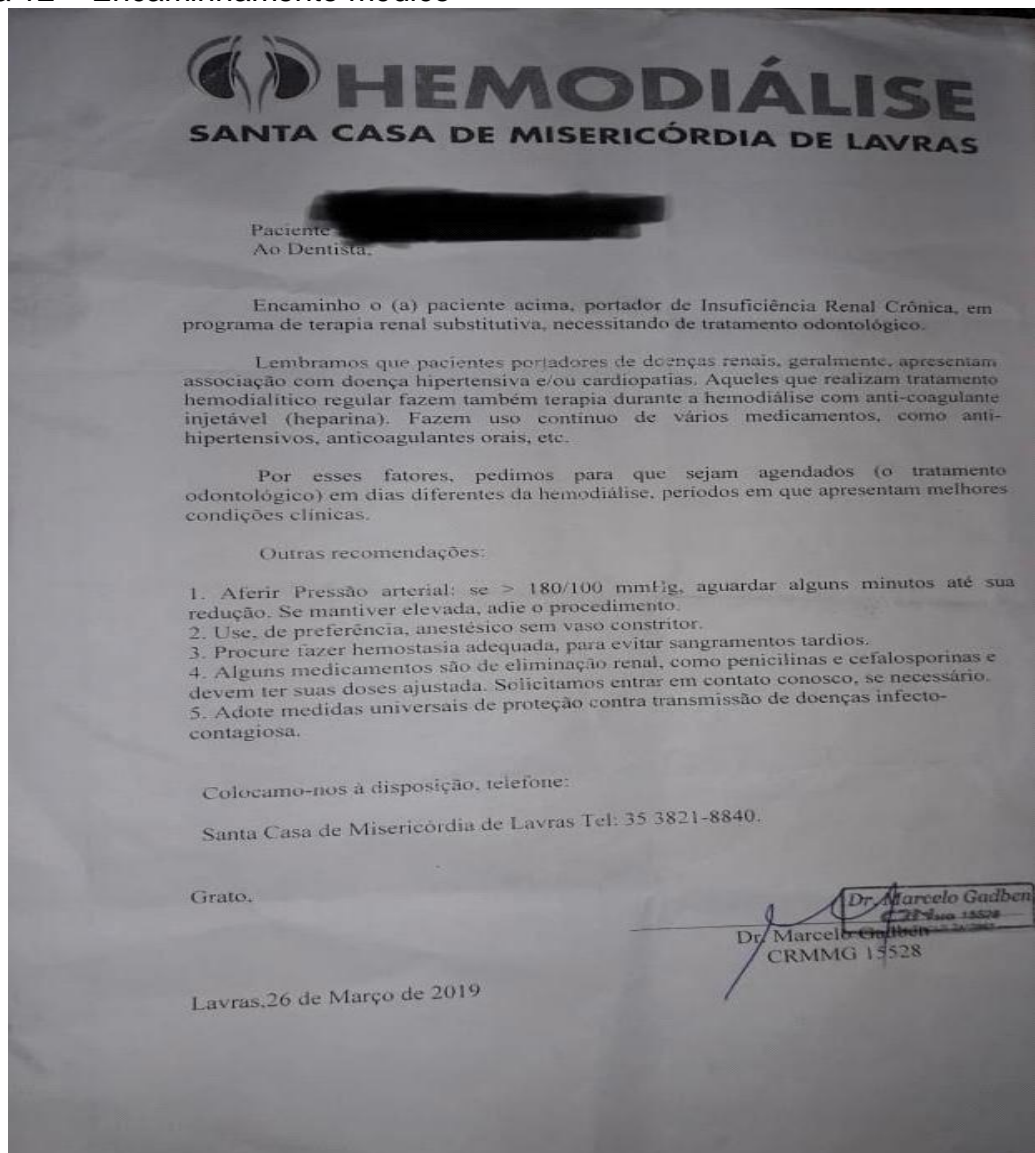 Encaminhamento médico
HEMODIÁLISE
SANTA CASA DE MISERICÓRDIA DE LAVRAS
Paciente
Ao Dentista,
Encaminho o (a) paciente acima, portador de Insuficiência Renal Crônica, em
programa de terapia renal substitutiva, necessitando de tratamento odontológico.
Lembramos que pacientes portadores de doenças renais, geralmente, apresentam
associação com doença hipertensiva e/ou cardiopatias. Aqueles que realizam tratamento
hemodialítico regular fazem também terapia durante a hemodiálise com anti-coagulante
injetável (heparina). Fazem uso contínuo de vários medicamentos, como anti-
hipertensivos, anticoagulantes orais, etc.
Por esses fatores, pedimos para que sejam agendados (o tratamento
odontológico) em dias diferentes da hemodiálise, períodos em que apresentam melhores
condições clínicas.
Outras recomendações:
1. Aferir Pressão arterial: se > 180/100 mmHg, aguardar alguns minutos até sua
redução. Se mantiver elevada, adie o procedimento.
2. Use, de preferência, anestésico sem vaso constritor.
3. Procure fazer hemostasia adequada, para evitar sangramentos tardios.
4. Alguns medicamentos são de eliminação renal, como penicilinas e cefalosporinas e
devem ter suas doses ajustada. Solicitamos entrar em contato conosco, se necessário.
5. Adote medidas universais de proteção contra transmissão de doenças infecto-
contagiosa.
Colocamo-nos à disposição, telefone:
Santa Casa de Misericórdia de Lavras Tel: 35 3821-8840.
Grato,
Dr. Marcelo Gadben
15528
Dr. Marcelo Gadben
CRMMG 15528
Lavras,26 de Março de 2019